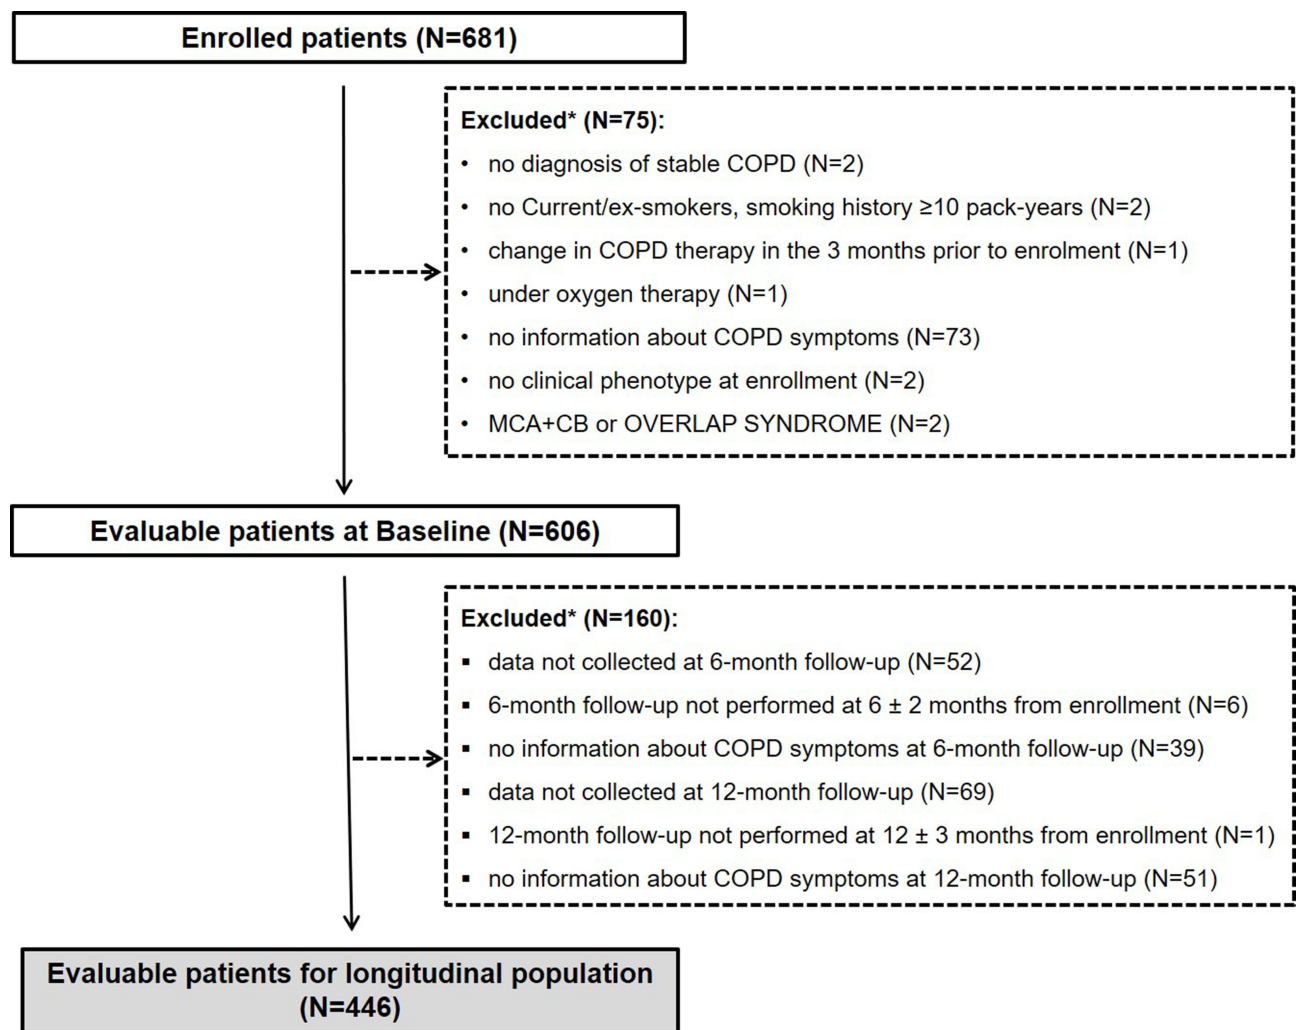 Enrolled patients (N=681)
Excluded* (N=75):
• no diagnosis of stable COPD (N=2)
• no Current/ex-smokers, smoking history ≥10 pack-years (N=2)
• change in COPD therapy in the 3 months prior to enrolment (N=1)
• under oxygen therapy (N=1)
• no information about COPD symptoms (N=73)
• no clinical phenotype at enrollment (N=2)
• MCA+CB or OVERLAP SYNDROME (N=2)
Evaluable patients at Baseline (N=606)
Excluded* (N=160):
▪ data not collected at 6-month follow-up (N=52)
▪ 6-month follow-up not performed at 6 ± 2 months from enrollment (N=6)
▪ no information about COPD symptoms at 6-month follow-up (N=39)
▪ data not collected at 12-month follow-up (N=69)
▪ 12-month follow-up not performed at 12 ± 3 months from enrollment (N=1)
▪ no information about COPD symptoms at 12-month follow-up (N=51)
Evaluable patients for longitudinal population
(N=446)